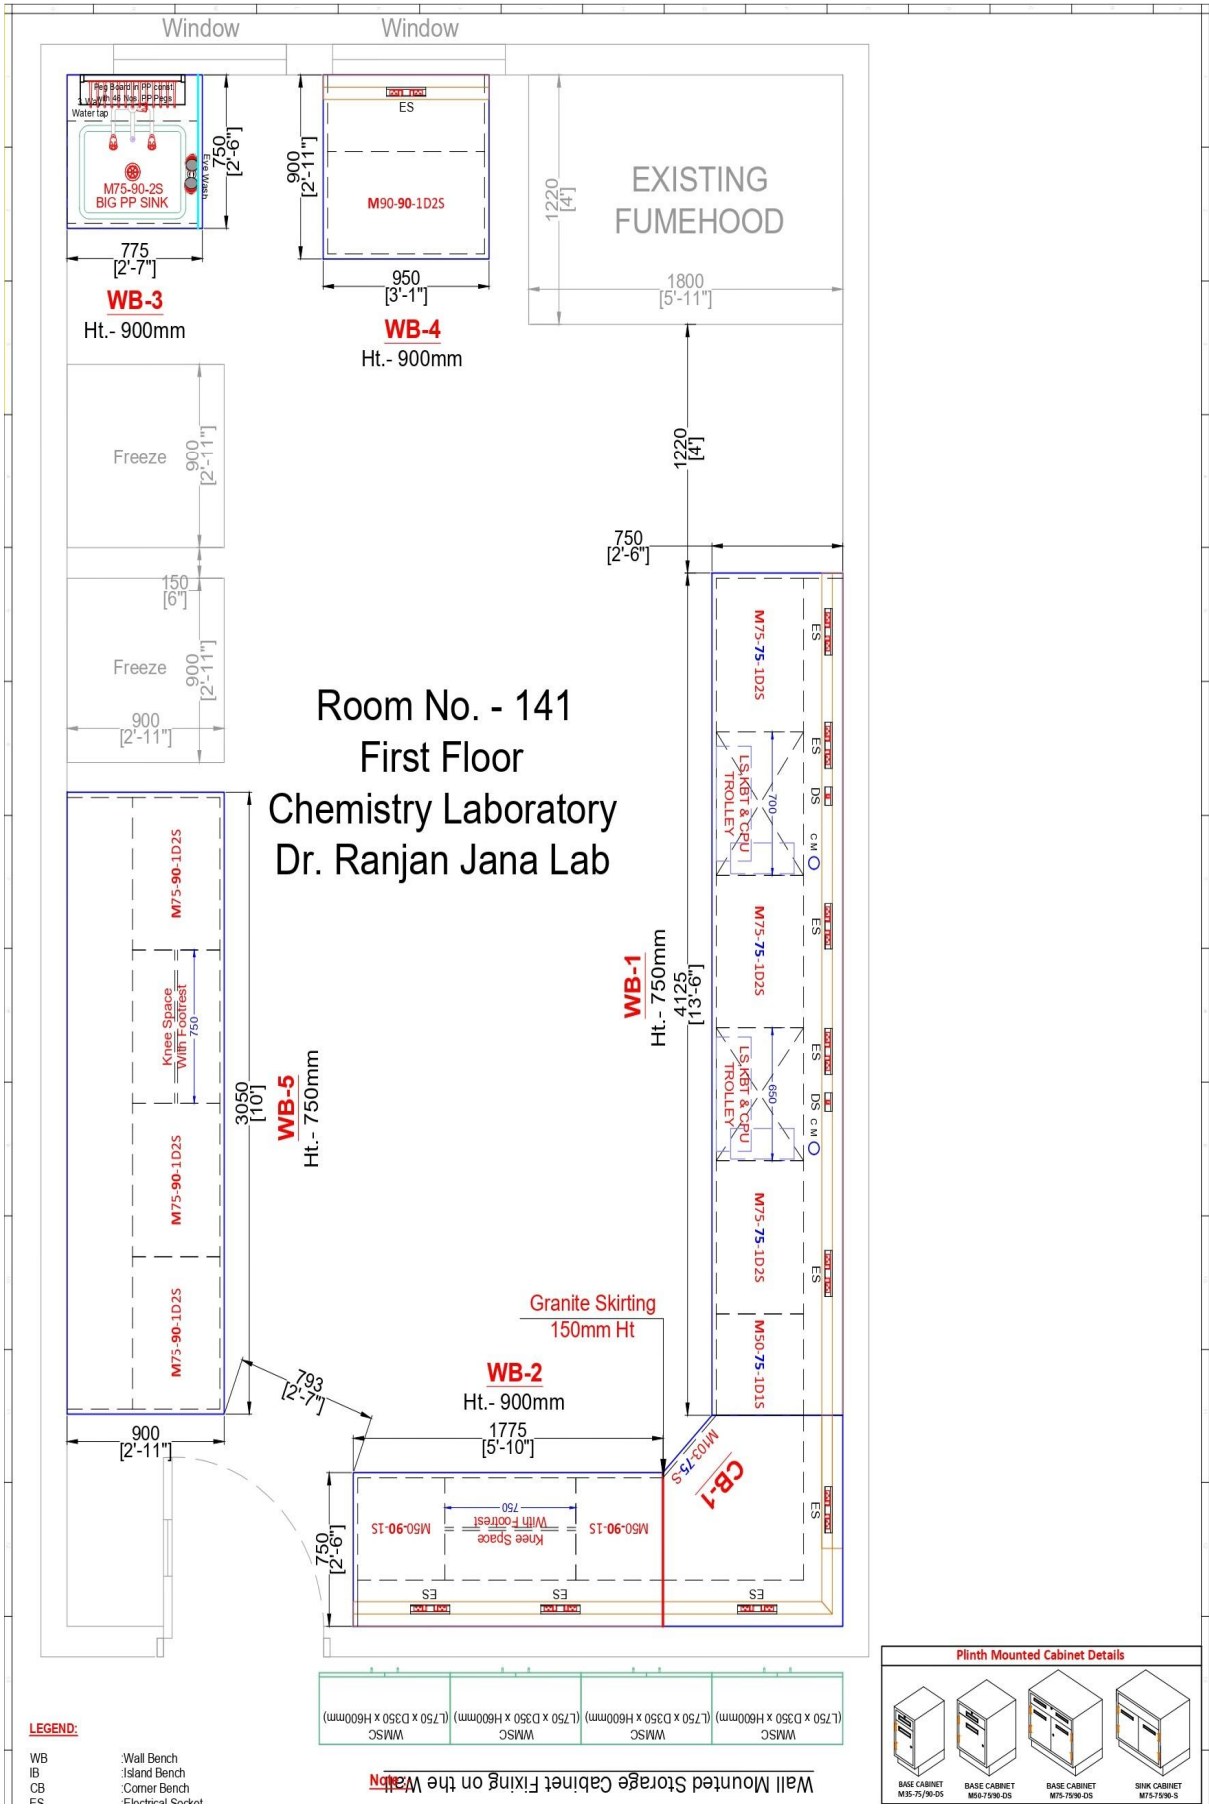 Window
Window
Peg Board in PP const.
with 46 Nos. PP Pegs
3 Way
Water tap
Eye Wash
M75-90-2S
BIG PP SINK
750
[2'-6"]
775
[2'-7"]
WB-3
Ht.- 900mm
ES
M90-90-1D2S
900
[2'-11"]
950
[3'-1"]
WB-4
Ht.- 900mm
EXISTING
FUMEHOOD
1220
[4']
1800
[5'-11"]
1220
[4']
Freeze
900
[2'-11"]
150
[6"]
Freeze
900
[2'-11"]
900
[2'-11"]
750
[2'-6"]
Room No. - 141
First Floor
Chemistry Laboratory
Dr. Ranjan Jana Lab
M75-75-1D2S
ES
ES
LS,KBT & CPU
TROLLEY
700
DS
C M
M75-75-1D2S
ES
WB-1
Ht.- 750mm
4125
[13'-6"]
LS,KBT & CPU
TROLLEY
650
ES
DS
C M
M75-75-1D2S
ES
M50-75-1D1S
M75-90-1D2S
Knee Space
With Footrest
750
M75-90-1D2S
M75-90-1D2S
3050
[10']
WB-5
Ht.- 750mm
900
[2'-11"]
793
[2'-7"]
Granite Skirting
150mm Ht
WB-2
Ht.- 900mm
1775
[5'-10"]
M103-75-S
CB-1
ES
750
[2'-6"]
M50-90-1S
750
Knee Space
With Footrest
M50-90-1S
ES
ES
ES
WMSC
(L750 x D350 x H600mm)
WMSC
(L750 x D350 x H600mm)
WMSC
(L750 x D350 x H600mm)
WMSC
(L750 x D350 x H600mm)
Wall Mounted Storage Cabinet Fixing on the Wall
Note:
LEGEND:
WB :Wall Bench
IB :Island Bench
CB :Corner Bench
ES :Electrical Socket
Plinth Mounted Cabinet Details
BASE CABINET
M35-75/90-DS
BASE CABINET
M50-75/90-DS
BASE CABINET
M75-75/90-DS
SINK CABINET
M75-75/90-S